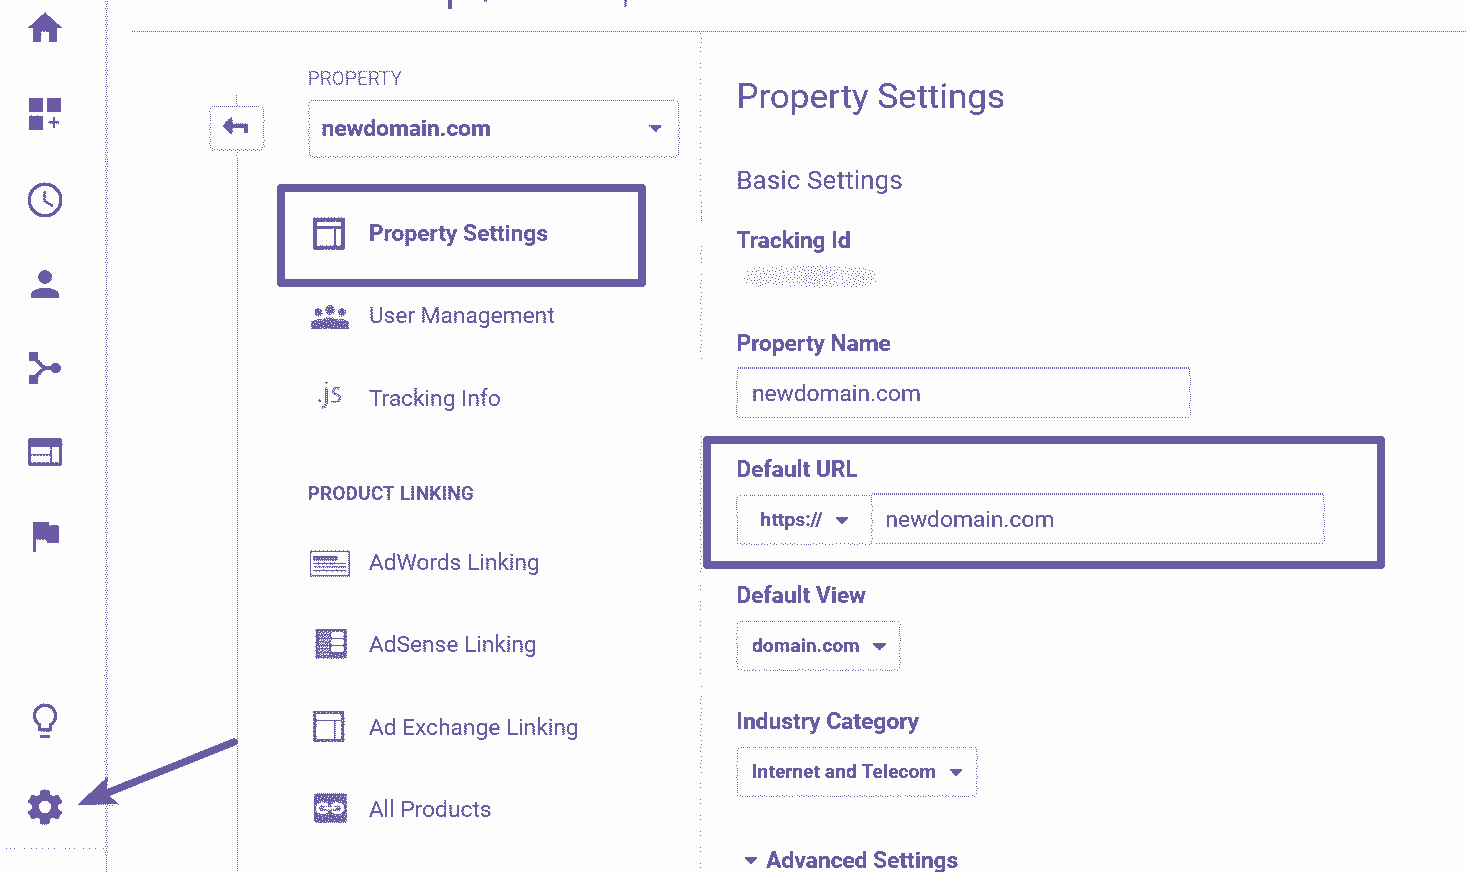 PROPERTY
newdomain.com
Property Settings
User Management
.js
Tracking Info
PRODUCT LINKING
AdWords Linking
AdSense Linking
Ad Exchange Linking
All Products
Property Settings
Basic Settings
Tracking Id
Property Name
newdomain.com
Default URL
https:// newdomain.com
Default View
domain.com
Industry Category
Internet and Telecom
Advanced Settings